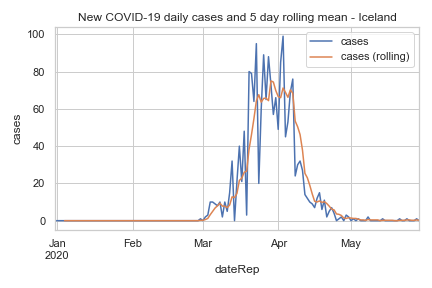 New COVID-19 daily cases and 5 day rolling mean - Iceland
cases
cases (rolling)
100
80
60
40
20
0
cases
Jan
2020
Feb
Mar
Apr
May
dateRep